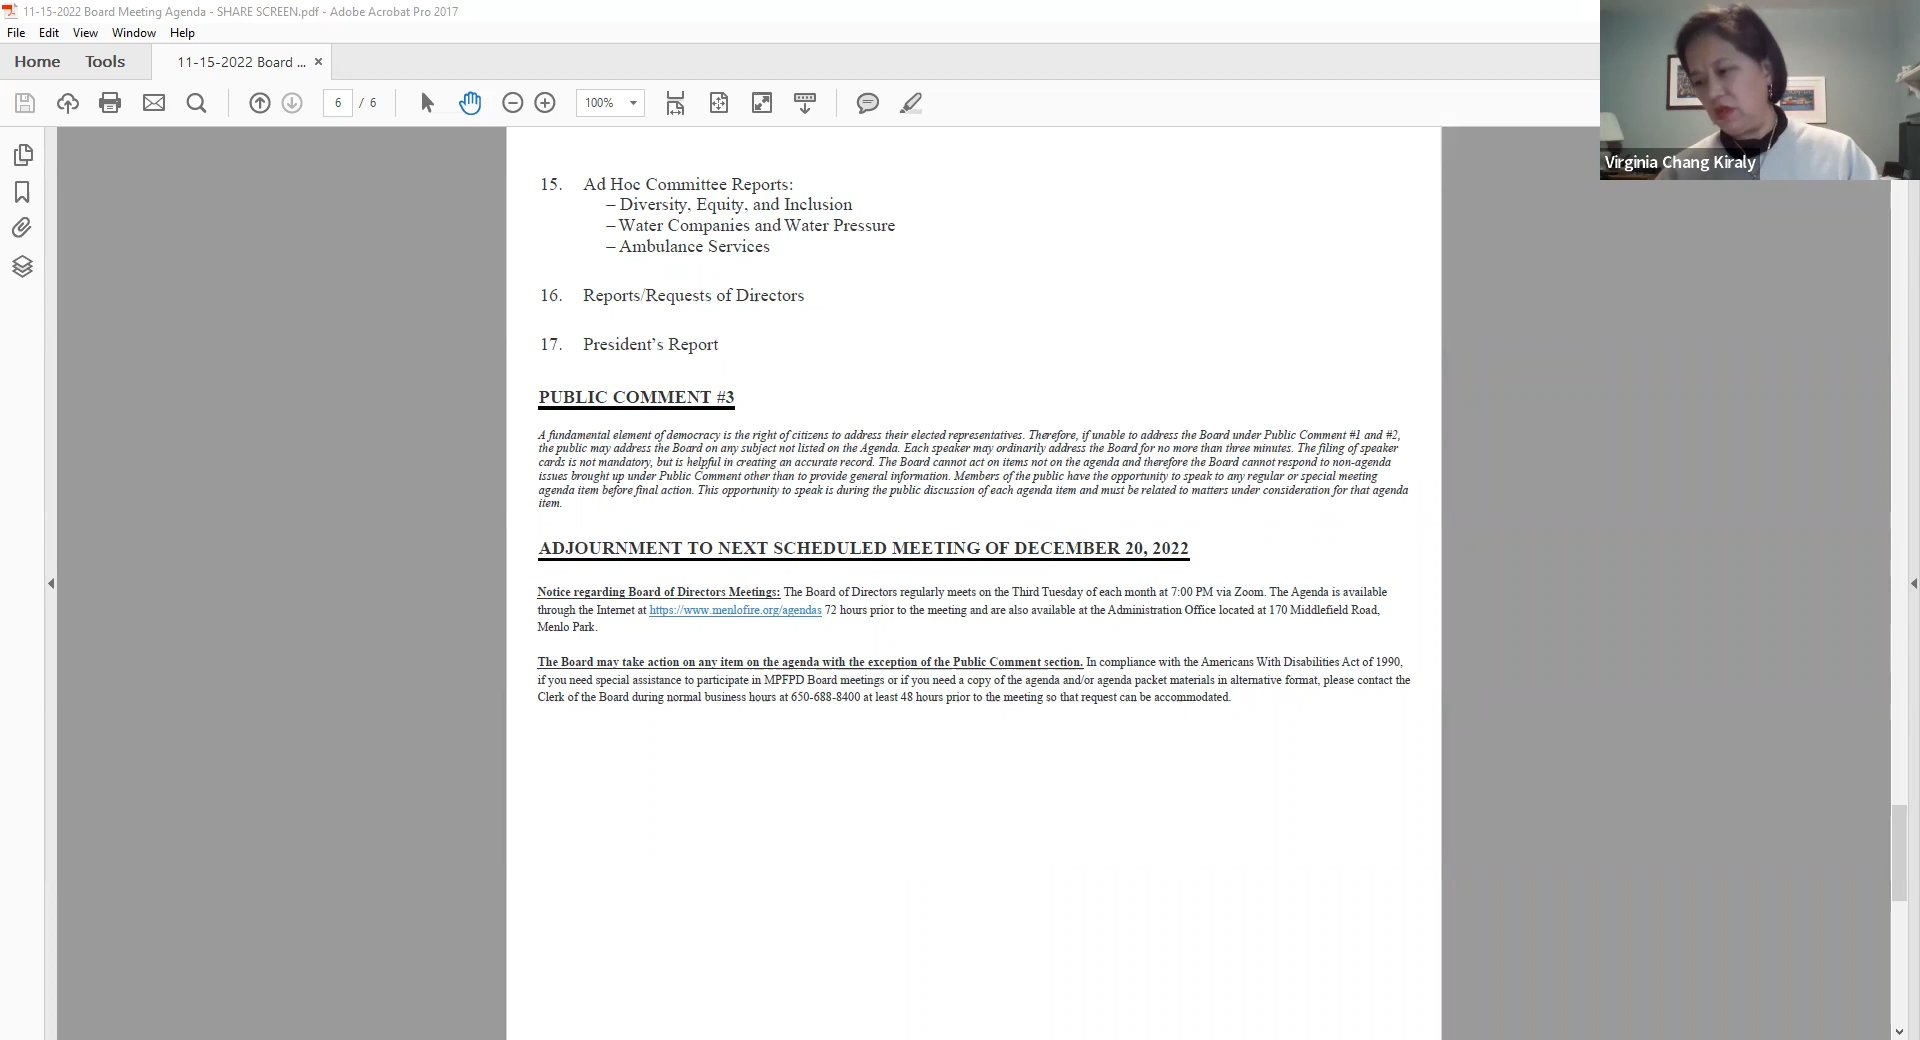 11-15-2022 Board Meeting Agenda - SHARE SCREEN.pdf - Adobe Acrobat Pro 2017
File Edit View Window Help
Home Tools 11-15-2022 Board ... ×
6 / 6 100%
Virginia Chang Kiraly
15. Ad Hoc Committee Reports:
– Diversity, Equity, and Inclusion
– Water Companies and Water Pressure
– Ambulance Services
16. Reports/Requests of Directors
17. President’s Report
PUBLIC COMMENT #3
A fundamental element of democracy is the right of citizens to address their elected representatives. Therefore, if unable to address the Board under Public Comment #1 and #2,
the public may address the Board on any subject not listed on the Agenda. Each speaker may ordinarily address the Board for no more than three minutes. The filing of speaker
cards is not mandatory, but is helpful in creating an accurate record. The Board cannot act on items not on the agenda and therefore the Board cannot respond to non-agenda
issues brought up under Public Comment other than to provide general information. Members of the public have the opportunity to speak to any regular or special meeting
agenda item before final action. This opportunity to speak is during the public discussion of each agenda item and must be related to matters under consideration for that agenda
item.
ADJOURNMENT TO NEXT SCHEDULED MEETING OF DECEMBER 20, 2022
Notice regarding Board of Directors Meetings: The Board of Directors regularly meets on the Third Tuesday of each month at 7:00 PM via Zoom. The Agenda is available
through the Internet at https://www.menlofire.org/agendas 72 hours prior to the meeting and are also available at the Administration Office located at 170 Middlefield Road,
Menlo Park.
The Board may take action on any item on the agenda with the exception of the Public Comment section. In compliance with the Americans With Disabilities Act of 1990,
if you need special assistance to participate in MPFPD Board meetings or if you need a copy of the agenda and/or agenda packet materials in alternative format, please contact the
Clerk of the Board during normal business hours at 650-688-8400 at least 48 hours prior to the meeting so that request can be accommodated.